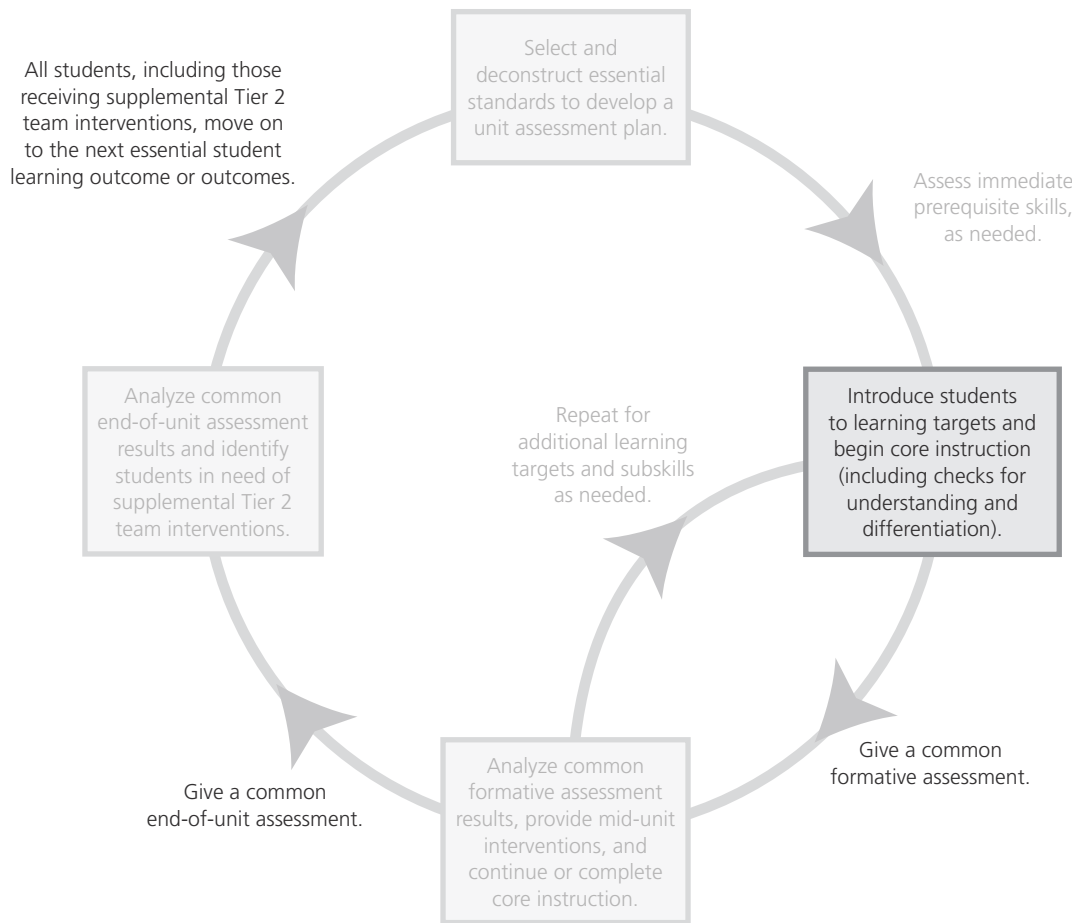 Select and
deconstruct essential
standards to develop a
unit assessment plan.
All students, including those
receiving supplemental Tier 2
team interventions, move on
to the next essential student
learning outcome or outcomes.
Assess immediate
prerequisite skills,
as needed.
Introduce students
to learning targets and
begin core instruction
(including checks for
understanding and
differentiation).
Repeat for
additional learning
targets and subskills
as needed.
Analyze common
end-of-unit assessment
results and identify
students in need of
supplemental Tier 2
team interventions.
Give a common
formative assessment.
Analyze common
formative assessment
results, provide mid-unit
interventions, and
continue or complete
core instruction.
Give a common
end-of-unit assessment.